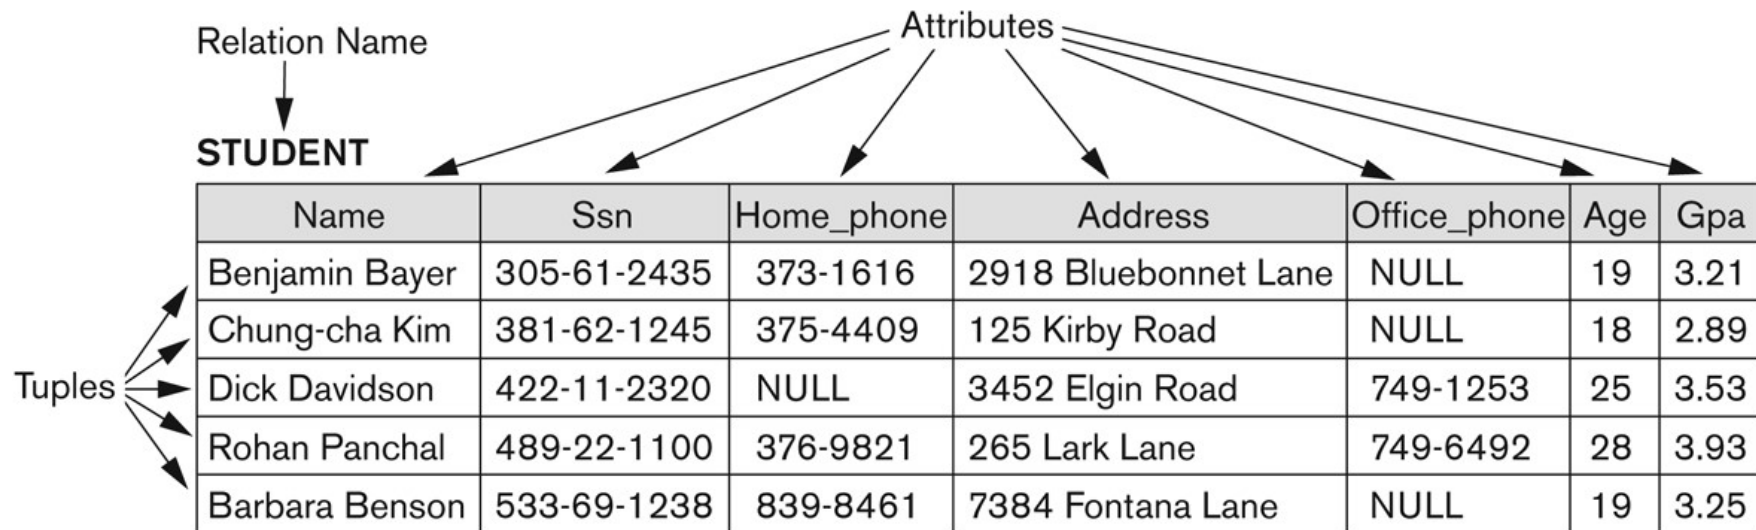 Attributes
Relation Name
STUDENT
Name Ssn Home_phone Address Office_phone Age Gpa
Benjamin Bayer 305-61-2435 373-1616 2918 Bluebonnet Lane NULL 19 3.21
Chung-cha Kim 381-62-1245 375-4409 125 Kirby Road NULL 18 2.89
Tuples
Dick Davidson 422-11-2320 NULL 3452 Elgin Road 749-1253 25 3.53
Rohan Panchal 489-22-1100 376-9821 265 Lark Lane 749-6492 28 3.93
Barbara Benson 533-69-1238 839-8461 7384 Fontana Lane NULL 19 3.25